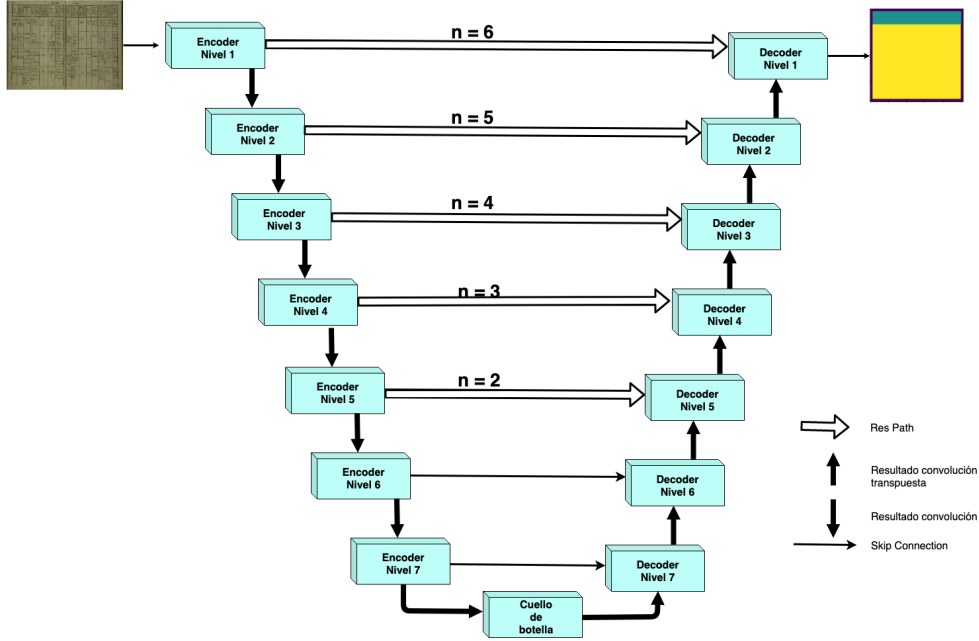 n = 6
Encoder
Nivel 1
Decoder
Nivel 1
n = 5
Encoder
Nivel 2
Decoder
Nivel 2
n = 4
Encoder
Nivel 3
Decoder
Nivel 3
n = 3
Encoder
Nivel 4
Decoder
Nivel 4
n = 2
Encoder
Nivel 5
Decoder
Nivel 5
Res Path
Encoder
Nivel 6
Decoder
Nivel 6
Resultado convolución
transpuesta
Resultado convolución
Skip Connection
Encoder
Nivel 7
Decoder
Nivel 7
Cuello
de
botella